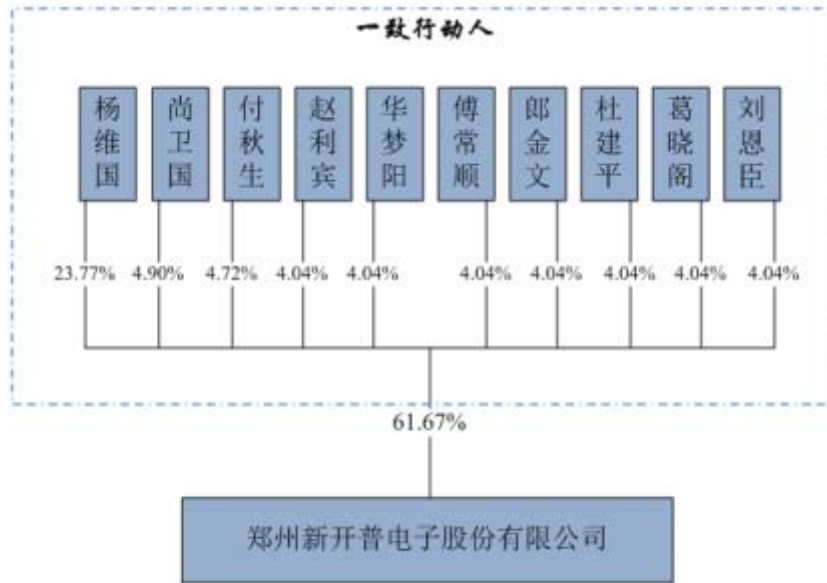 一致行动人
杨维国
尚卫国
付秋生
赵利宾
华梦阳
傅常顺
郎金文
杜建平
葛晓阁
刘恩臣
23.77% 4.90% 4.72% 4.04% 4.04% 4.04% 4.04% 4.04% 4.04% 4.04%
61.67%
郑州新开普电子股份有限公司